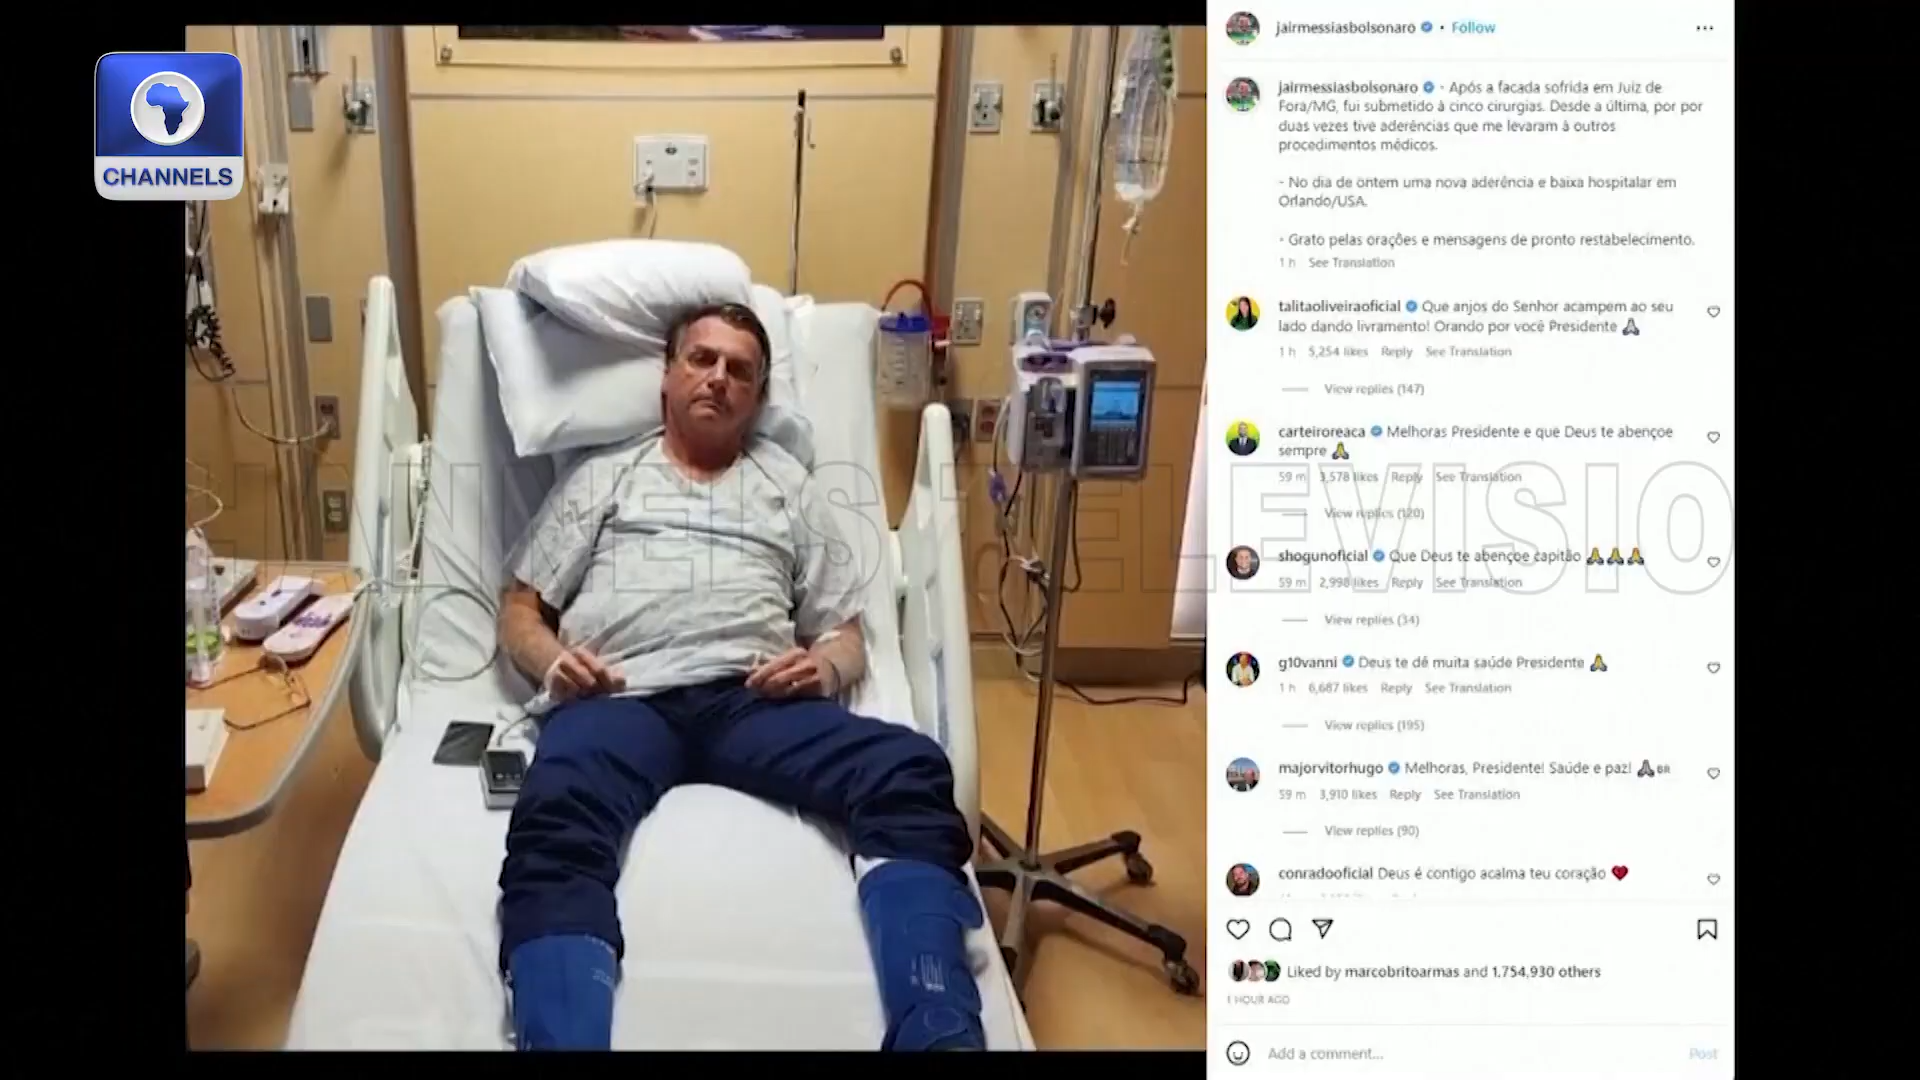 CHANNELS
CHANNELS TELEVISIO
jairmessiasbolsonaro • Follow
jairmessiasbolsonaro - Após a facada sofrida em Juiz de
Fora/MG, fui submetido à cinco cirurgias. Desde a última, por por
duas vezes tive aderências que me levaram à outros
procedimentos médicos.
- No dia de ontem uma nova aderência e baixa hospitalar em
Orlando/USA.
- Grato pelas orações e mensagens de pronto restabelecimento.
1 h See Translation
talitaoliveiraoficial Que anjos do Senhor acampem ao seu
lado dando livramento! Orando por você Presidente 🙏
1 h 5,254 likes Reply See Translation
View replies (147)
carteiroreaca Melhoras Presidente e que Deus te abençoe
sempre 🙏
59 m 3,578 likes Reply See Translation
View replies (120)
shogunoficial Que Deus te abençoe capitão 🙏🙏🙏
59 m 2,998 likes Reply See Translation
View replies (34)
g10vanni Deus te dê muita saúde Presidente 🙏
1 h 6,687 likes Reply See Translation
View replies (195)
majorvitorhugo Melhoras, Presidente! Saúde e paz! 🙏BR
59 m 3,910 likes Reply See Translation
View replies (90)
conradooficial Deus é contigo acalma teu coração ❤
Liked by marcobritoarmas and 1,754,930 others
1 HOUR AGO
Add a comment... Post